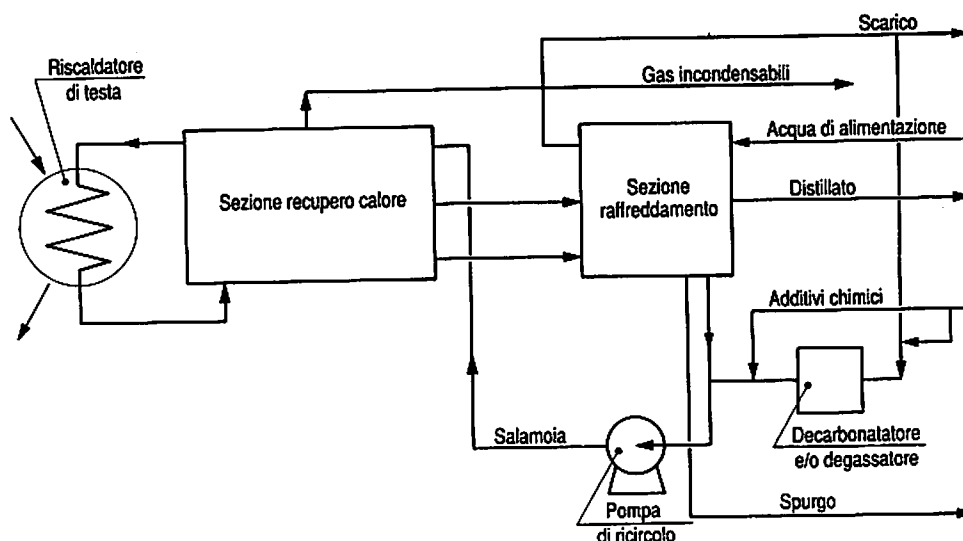 Scarico
Riscaldatore
di testa
Gas incondensabili
Acqua di alimentazione
Sezione recupero calore
Sezione
raffreddamento
Distillato
Additivi chimici
Salamoia
Decarbonatatore
e/o degassatore
Pompa
di ricircolo
Spurgo